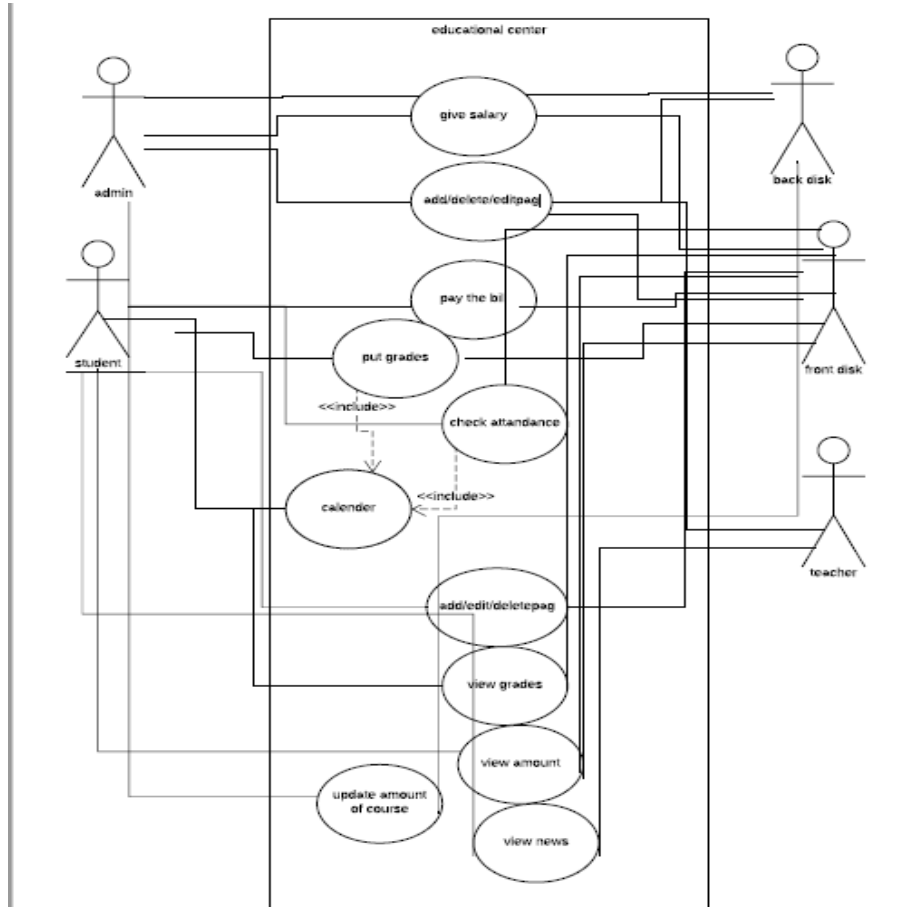 educational center
give salary
back disk
admin
add/delete/editpag
pay the bil
put grades
student
front disk
<<include>>
check attandance
<<include>>
calender
teacher
add/edit/deletepag
view grades
view amount
update amount
of course
view news